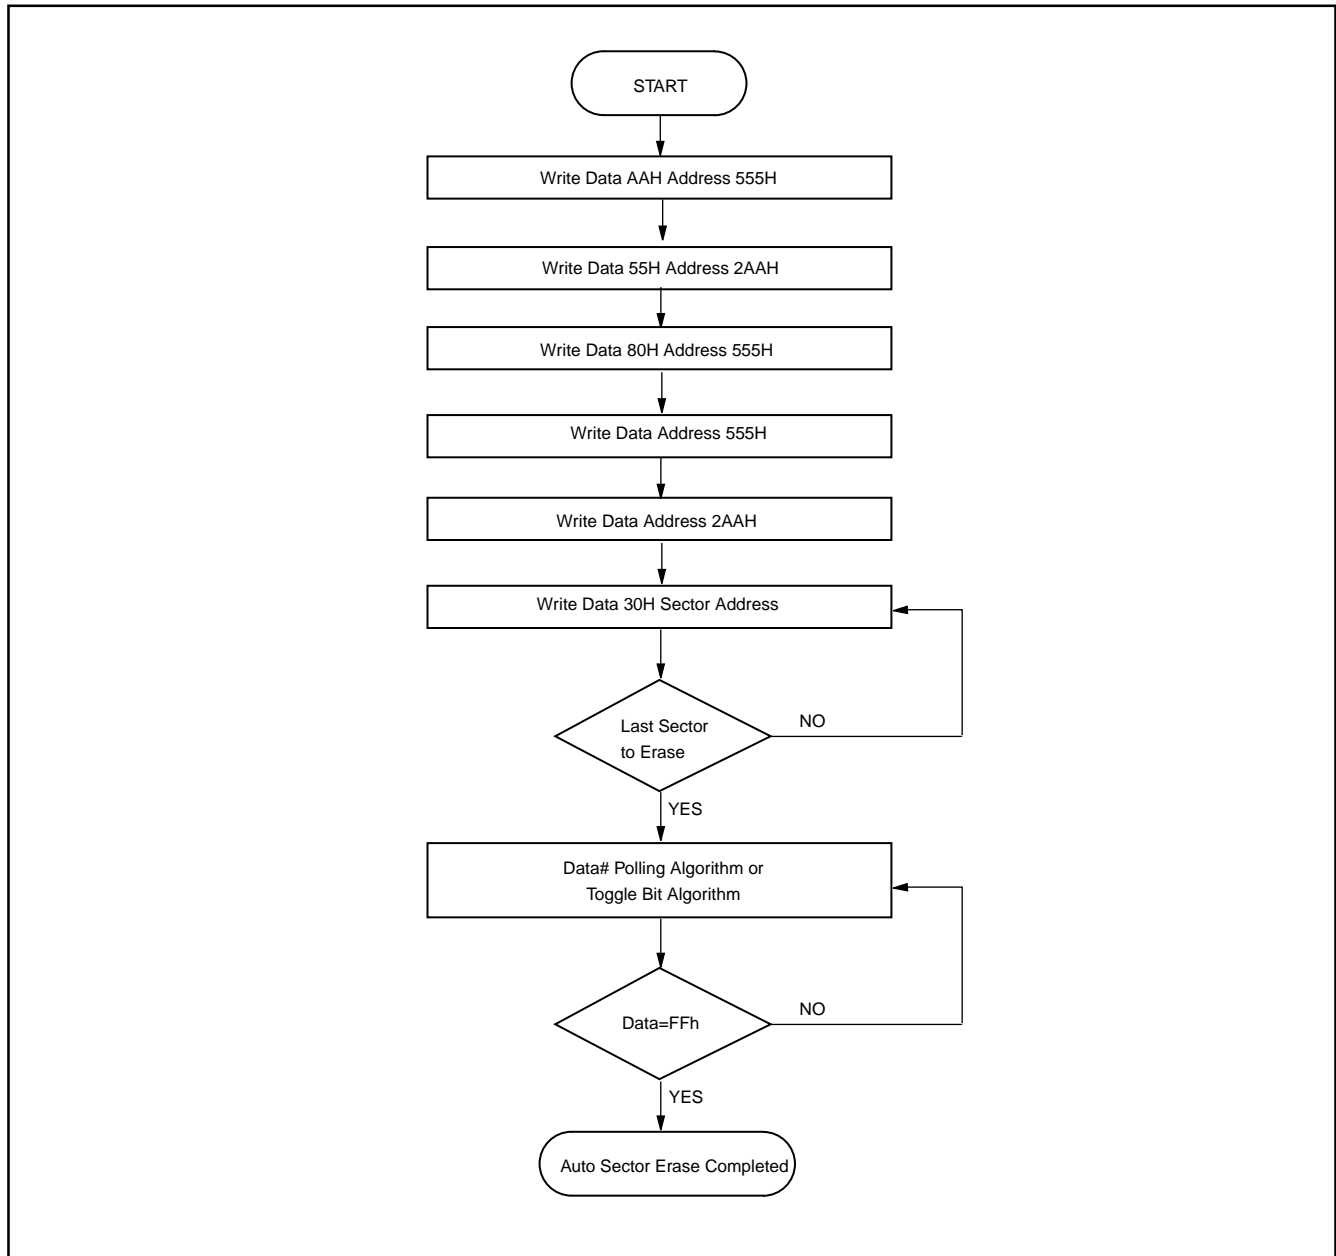 START
Write Data AAH Address 555H
Write Data 55H Address 2AAH
Write Data 80H Address 555H
Write Data Address 555H
Write Data Address 2AAH
Write Data 30H Sector Address
Last Sector
to Erase
NO
YES
Data# Polling Algorithm or
Toggle Bit Algorithm
Data=FFh
NO
YES
Auto Sector Erase Completed